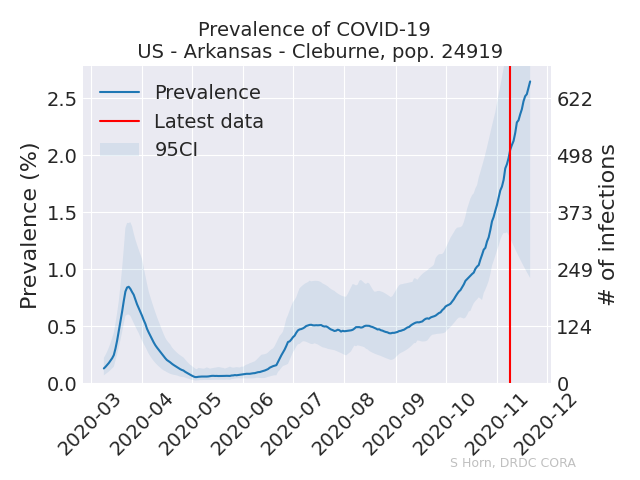 Prevalence of COVID-19
US - Arkansas - Cleburne, pop. 24919
Prevalence
Latest data
95CI
Prevalence (%)
2.5
2.0
1.5
1.0
0.5
0.0
622
498
373
249
124
0
# of infections
2020-03
2020-04
2020-05
2020-06
2020-07
2020-08
2020-09
2020-10
2020-11
2020-12
S Horn, DRDC CORA